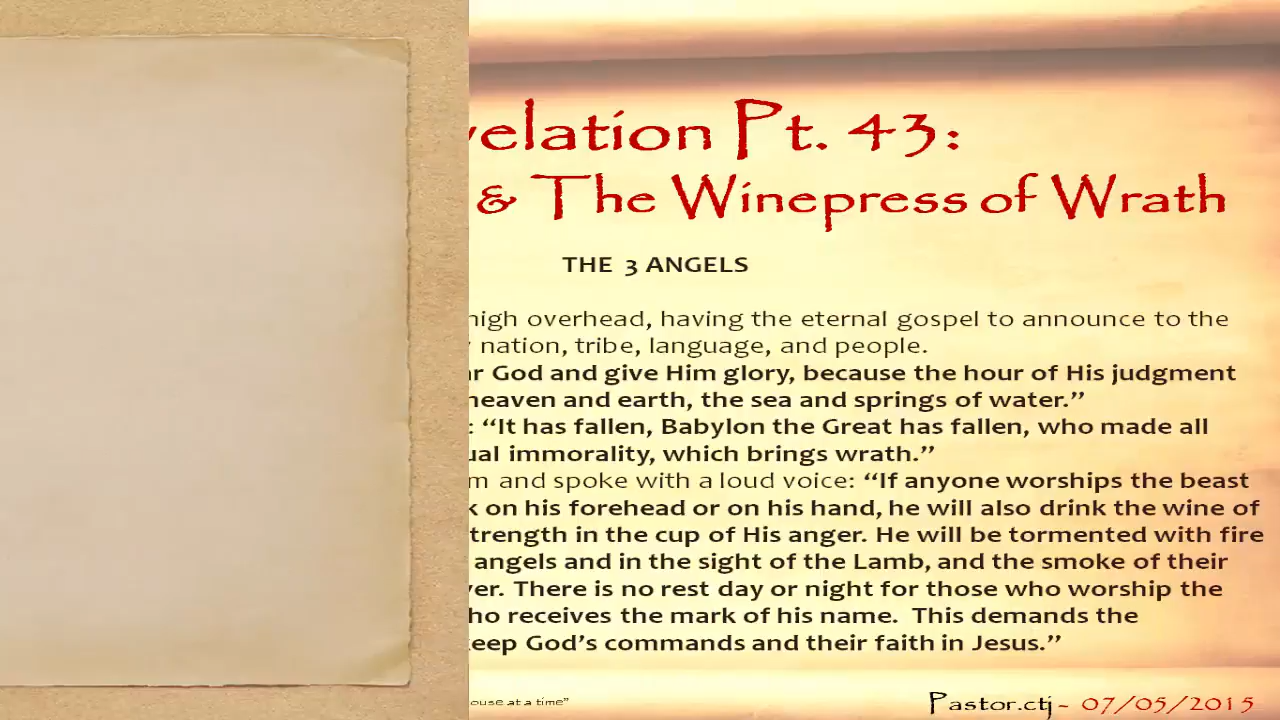 velation Pt. 43:
& The Winepress of Wrath
THE 3 ANGELS
high overhead, having the eternal gospel to announce to the
nation, tribe, language, and people.
r God and give Him glory, because the hour of His judgment
heaven and earth, the sea and springs of water.”
: “It has fallen, Babylon the Great has fallen, who made all
ual immorality, which brings wrath.”
m and spoke with a loud voice: “If anyone worships the beast
k on his forehead or on his hand, he will also drink the wine of
trength in the cup of His anger. He will be tormented with fire
angels and in the sight of the Lamb, and the smoke of their
ver. There is no rest day or night for those who worship the
ho receives the mark of his name. This demands the
keep God’s commands and their faith in Jesus.”
ouse at a time”
Pastor.ctj - 07/05/2015